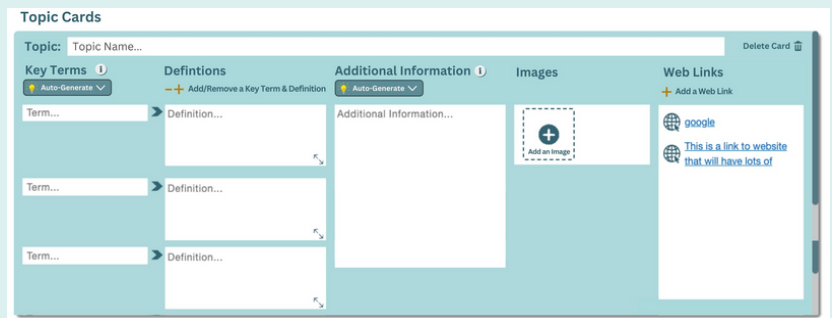 Topic Cards
Topic: Topic Name...
Delete Card
Key Terms
Auto-Generate
Defintions
Add/Remove a Key Term & Definition
Additional Information
Auto-Generate
Images
Web Links
Add a Web Link
Term...
Definition...
Term...
Definition...
Term...
Definition...
Additional Information...
Add an Image
google
This is a link to website
that will have lots of